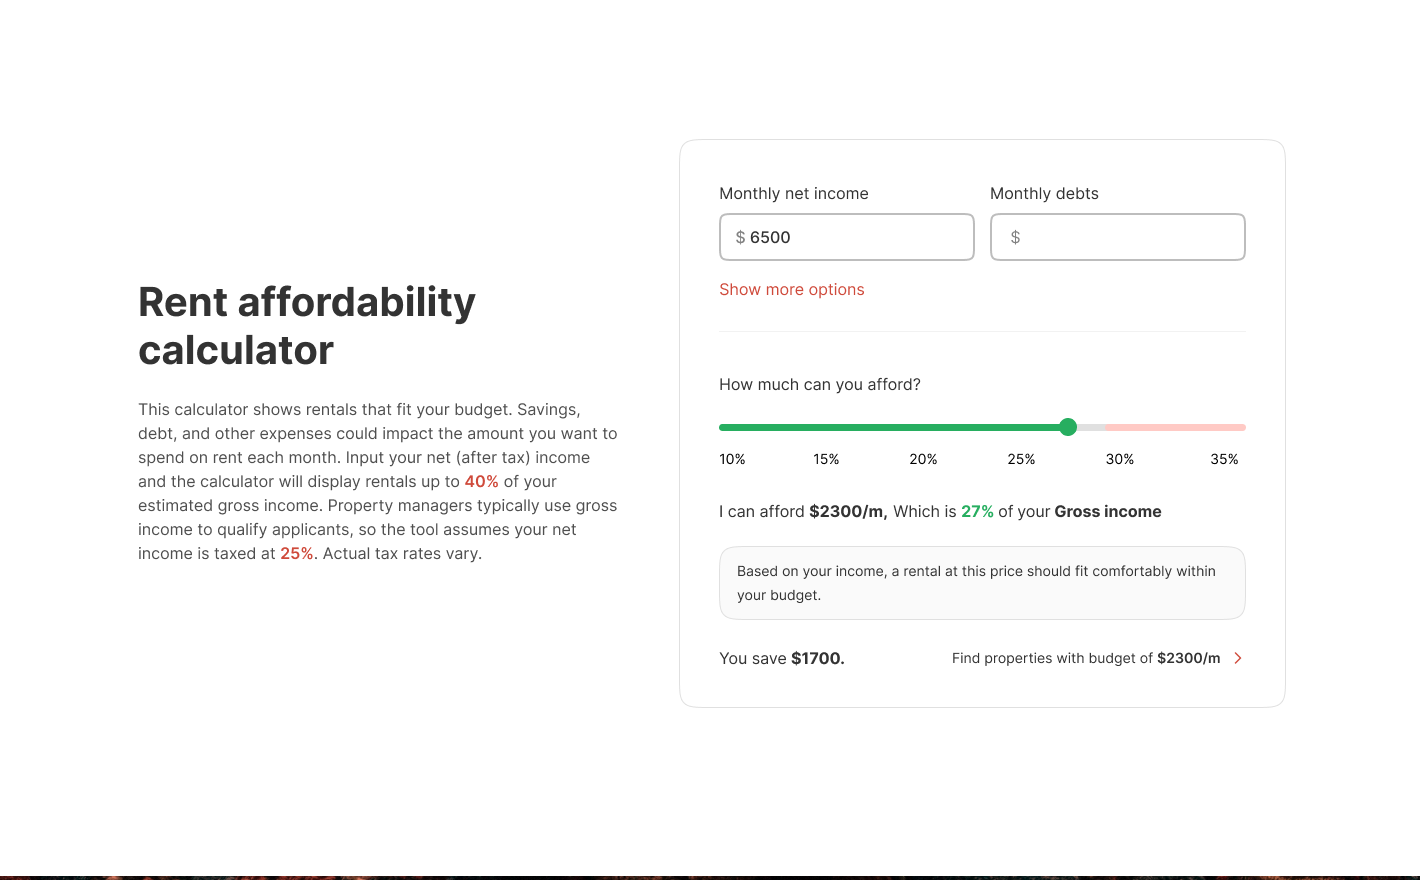 Rent affordability
calculator
This calculator shows rentals that fit your budget. Savings,
debt, and other expenses could impact the amount you want to
spend on rent each month. Input your net (after tax) income
and the calculator will display rentals up to 40% of your
estimated gross income. Property managers typically use gross
income to qualify applicants, so the tool assumes your net
income is taxed at 25%. Actual tax rates vary.
Monthly net income Monthly debts
$ 6500 $
Show more options
How much can you afford?
10% 15% 20% 25% 30% 35%
I can afford $2300/m, Which is 27% of your Gross income
Based on your income, a rental at this price should fit comfortably within
your budget.
You save $1700. Find properties with budget of $2300/m